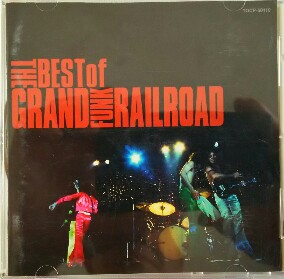 THE BEST of
GRAND FUNK RAILROAD